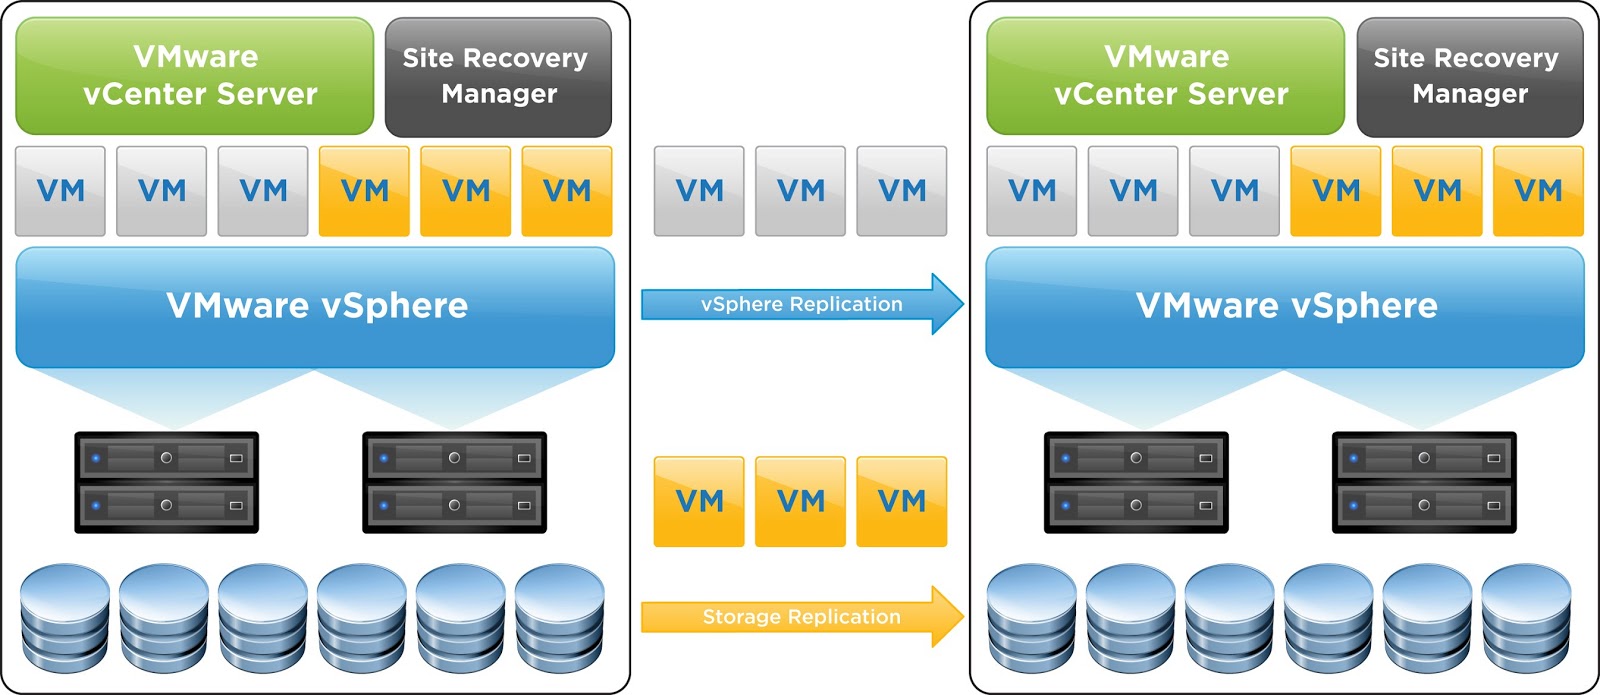 VMware
vCenter Server
Site Recovery
Manager
VM VM VM VM VM VM
VMware vSphere
VM VM VM
vSphere Replication
VM VM VM
Storage Replication
VMware
vCenter Server
Site Recovery
Manager
VM VM VM VM VM VM
VMware vSphere